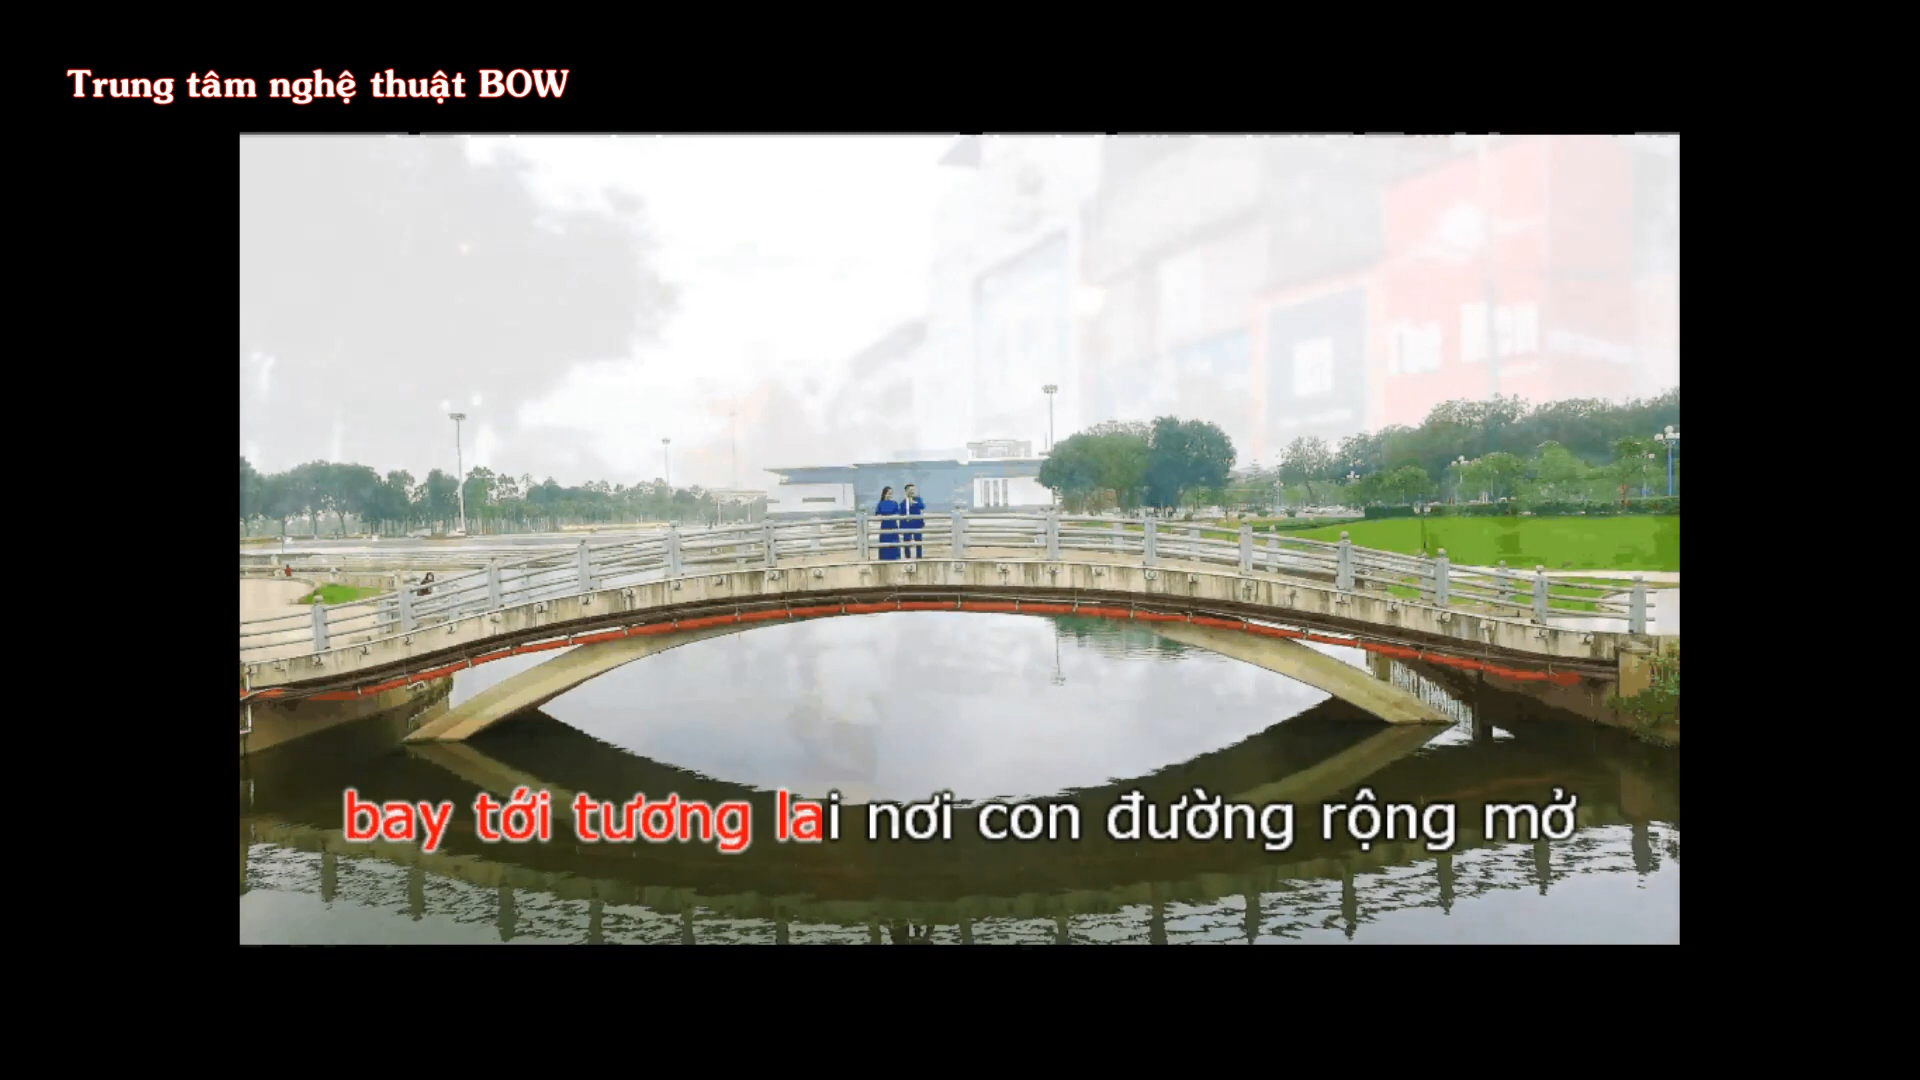 Trung tâm nghệ thuật BOW
bay tới tương lai nơi con đường rộng mở